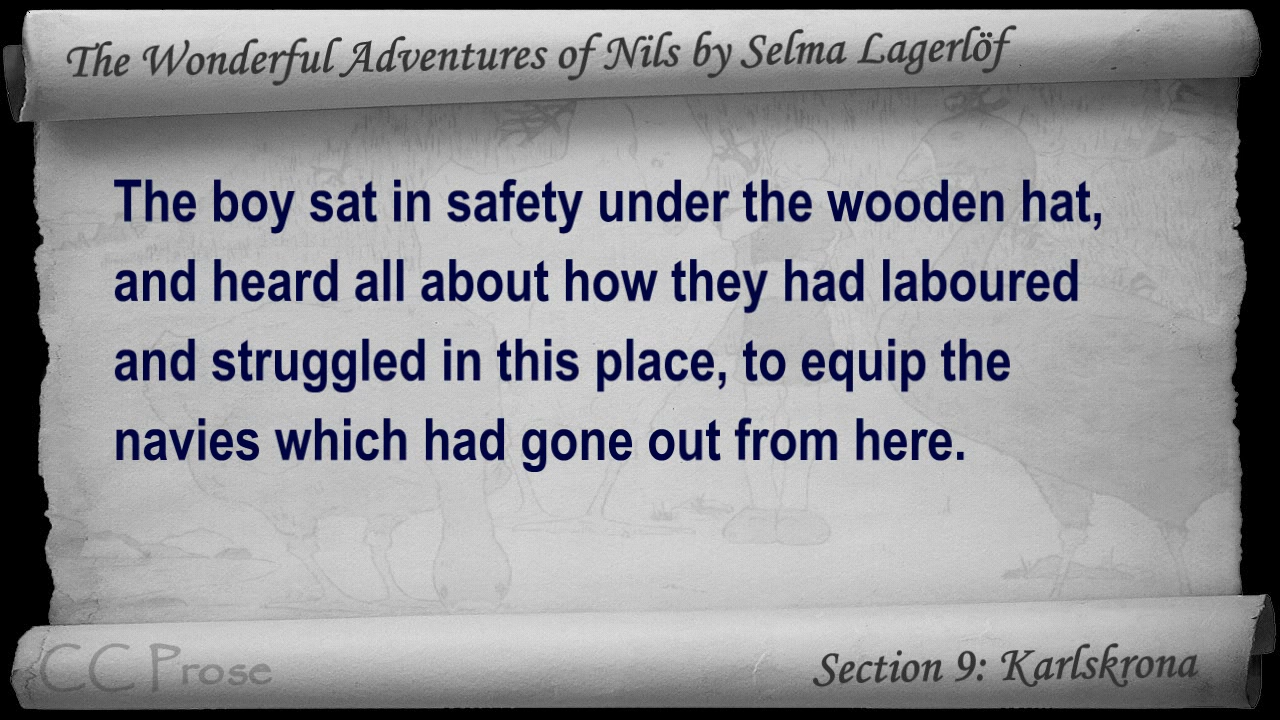 The Wonderful Adventures of Nils by Selma Lagerlöf
The boy sat in safety under the wooden hat,
and heard all about how they had laboured
and struggled in this place, to equip the
navies which had gone out from here.
CC Prose
Section 9: Karlskrona